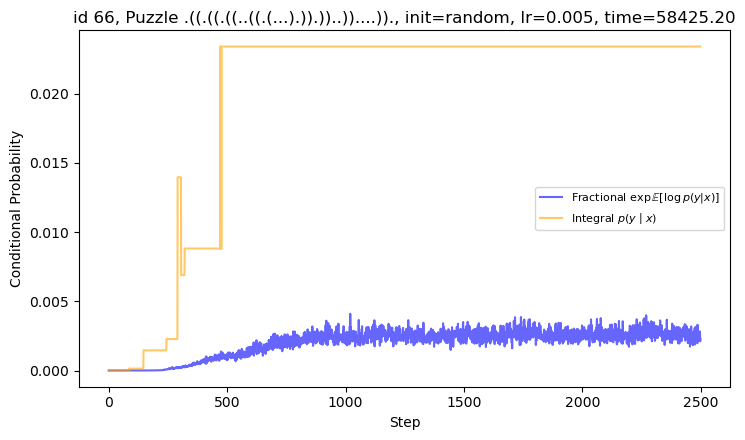 id 66, Puzzle .((.((.((..((.(...).)).))..))....))., init=random, lr=0.005, time=58425.20
Conditional Probability
0.020
0.015
0.010
0.005
0.000
Fractional exp𝔼[log p(y|x)]
Integral p(y | x)
0
500
1000
1500
2000
2500
Step